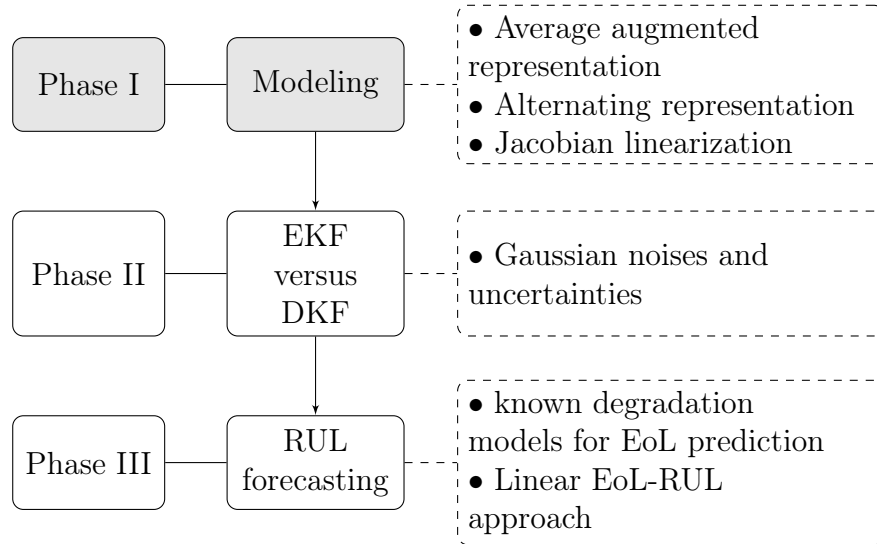 Phase I
Modeling
● Average augmented
representation
● Alternating representation
● Jacobian linearization
Phase II
EKF
versus
DKF
● Gaussian noises and
uncertainties
Phase III
RUL
forecasting
● known degradation
models for EoL prediction
● Linear EoL-RUL
approach